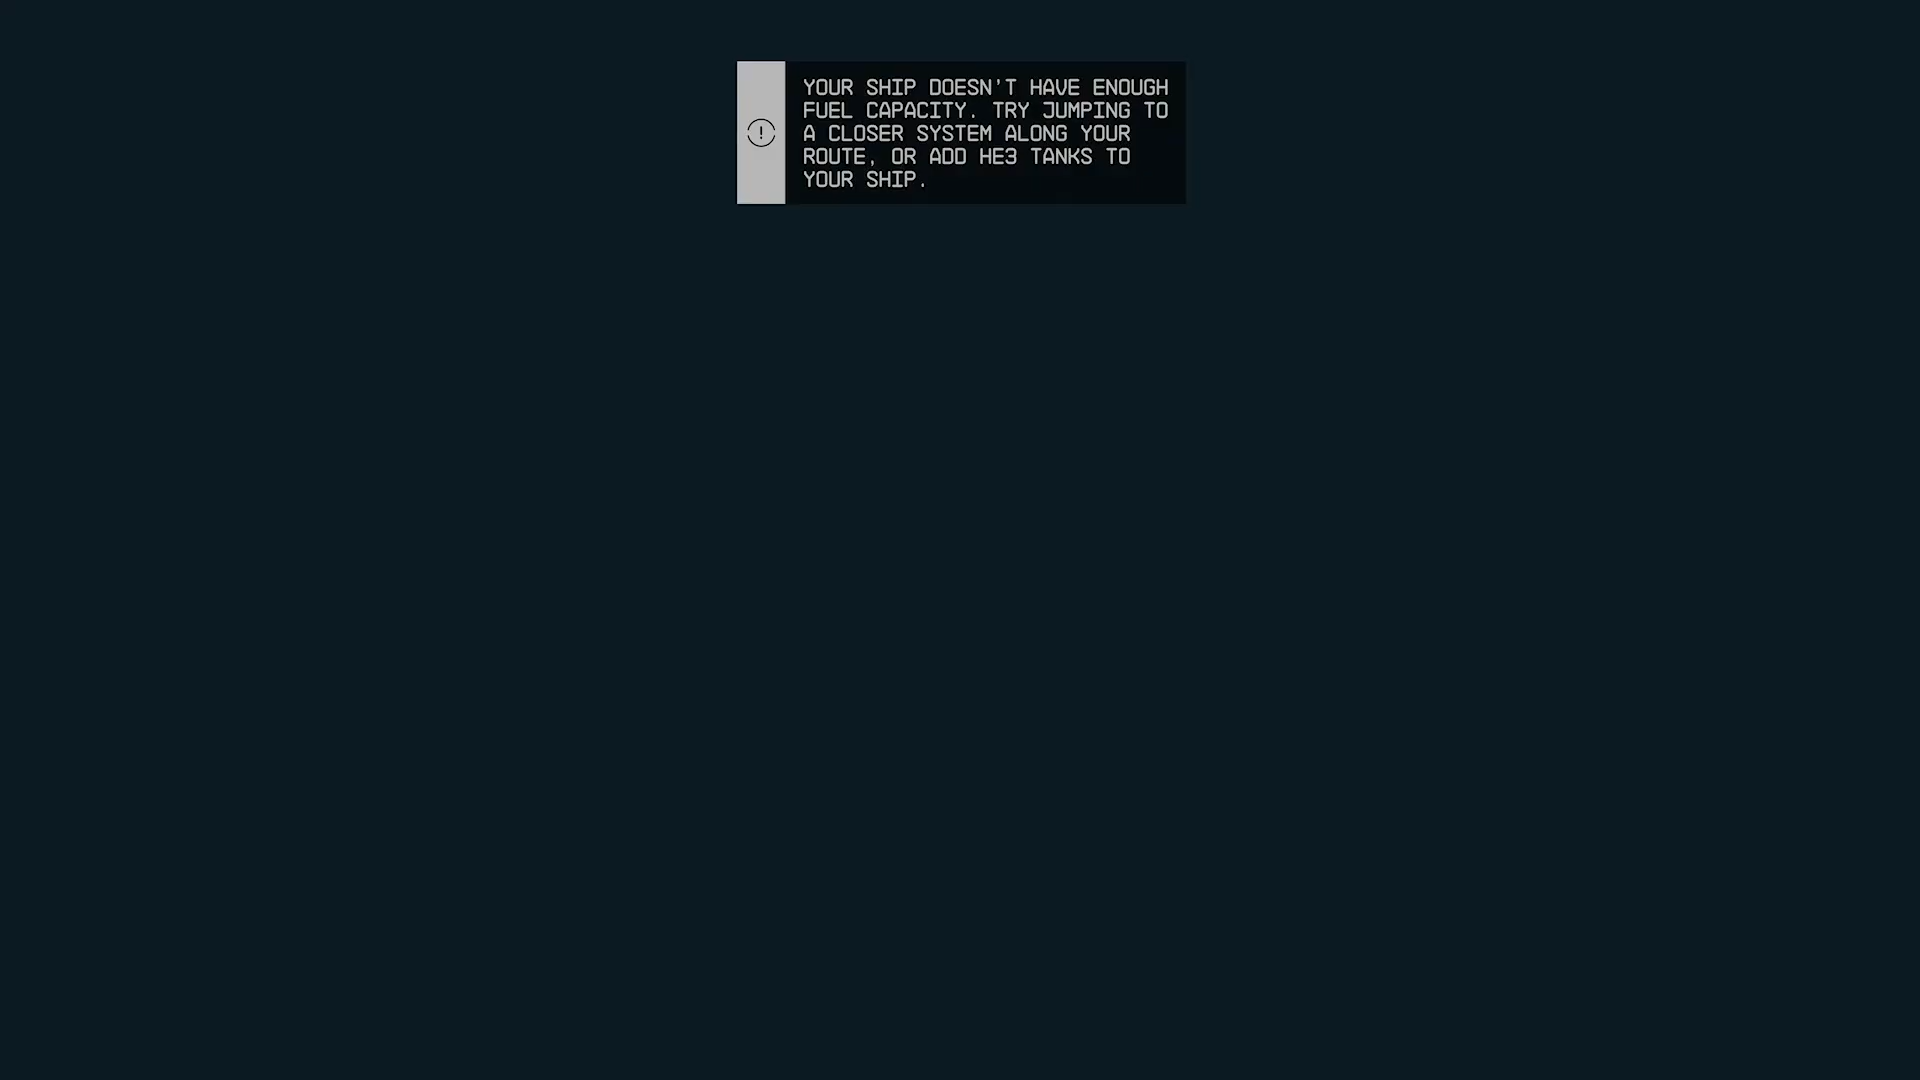 YOUR SHIP DOESN'T HAVE ENOUGH
FUEL CAPACITY. TRY JUMPING TO
A CLOSER SYSTEM ALONG YOUR
ROUTE, OR ADD HE3 TANKS TO
YOUR SHIP.